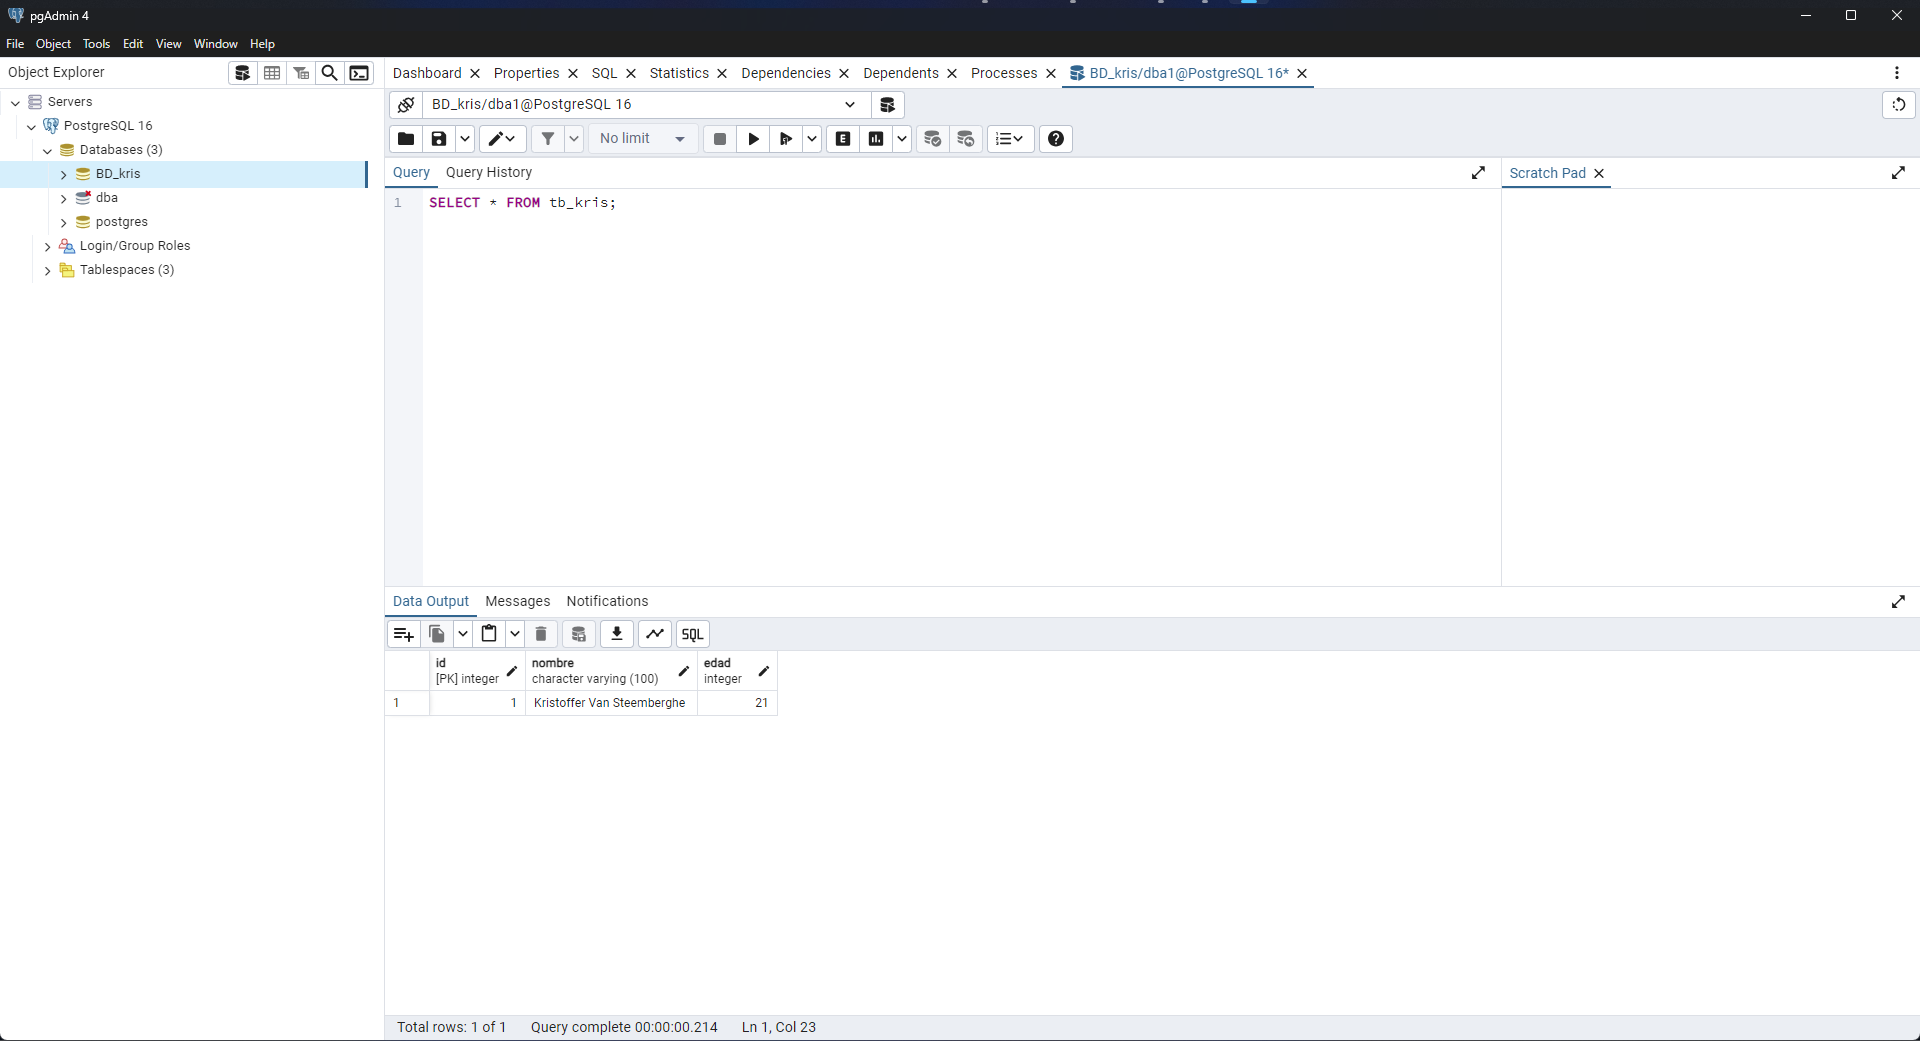 pgAdmin 4
File Object Tools Edit View Window Help
Object Explorer
Servers
PostgreSQL 16
Databases (3)
BD_kris
dba
postgres
Login/Group Roles
Tablespaces (3)
Dashboard Properties SQL Statistics Dependencies Dependents Processes BD_kris/dba1@PostgreSQL 16*
BD_kris/dba1@PostgreSQL 16
No limit
E
Query Query History
Scratch Pad
1 SELECT * FROM tb_kris;
Data Output Messages Notifications
SQL
id nombre edad
[PK] integer character varying (100) integer
1 1 Kristoffer Van Steemberghe 21
Total rows: 1 of 1 Query complete 00:00:00.214 Ln 1, Col 23